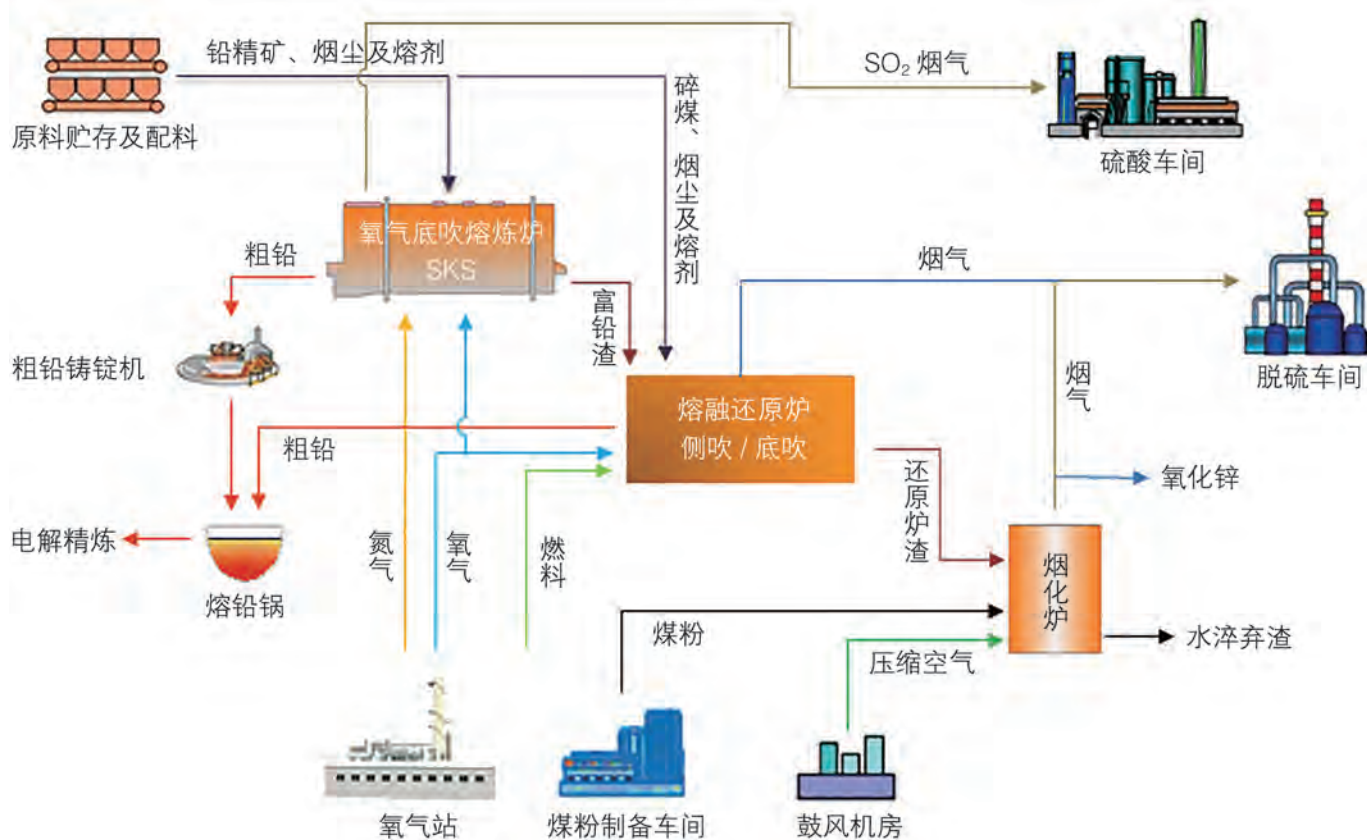 铅精矿、烟尘及熔剂
SO₂ 烟气
原料贮存及配料
碎煤、烟尘及熔剂
硫酸车间
氧气底吹熔炼炉
SKS
粗铅
烟气
富铅渣
粗铅铸锭机
脱硫车间
熔融还原炉
侧吹 / 底吹
烟气
粗铅
还原炉渣
氧化锌
电解精炼
氮气
氧气
燃料
烟化炉
熔铅锅
煤粉
水淬弃渣
压缩空气
氧气站
煤粉制备车间
鼓风机房